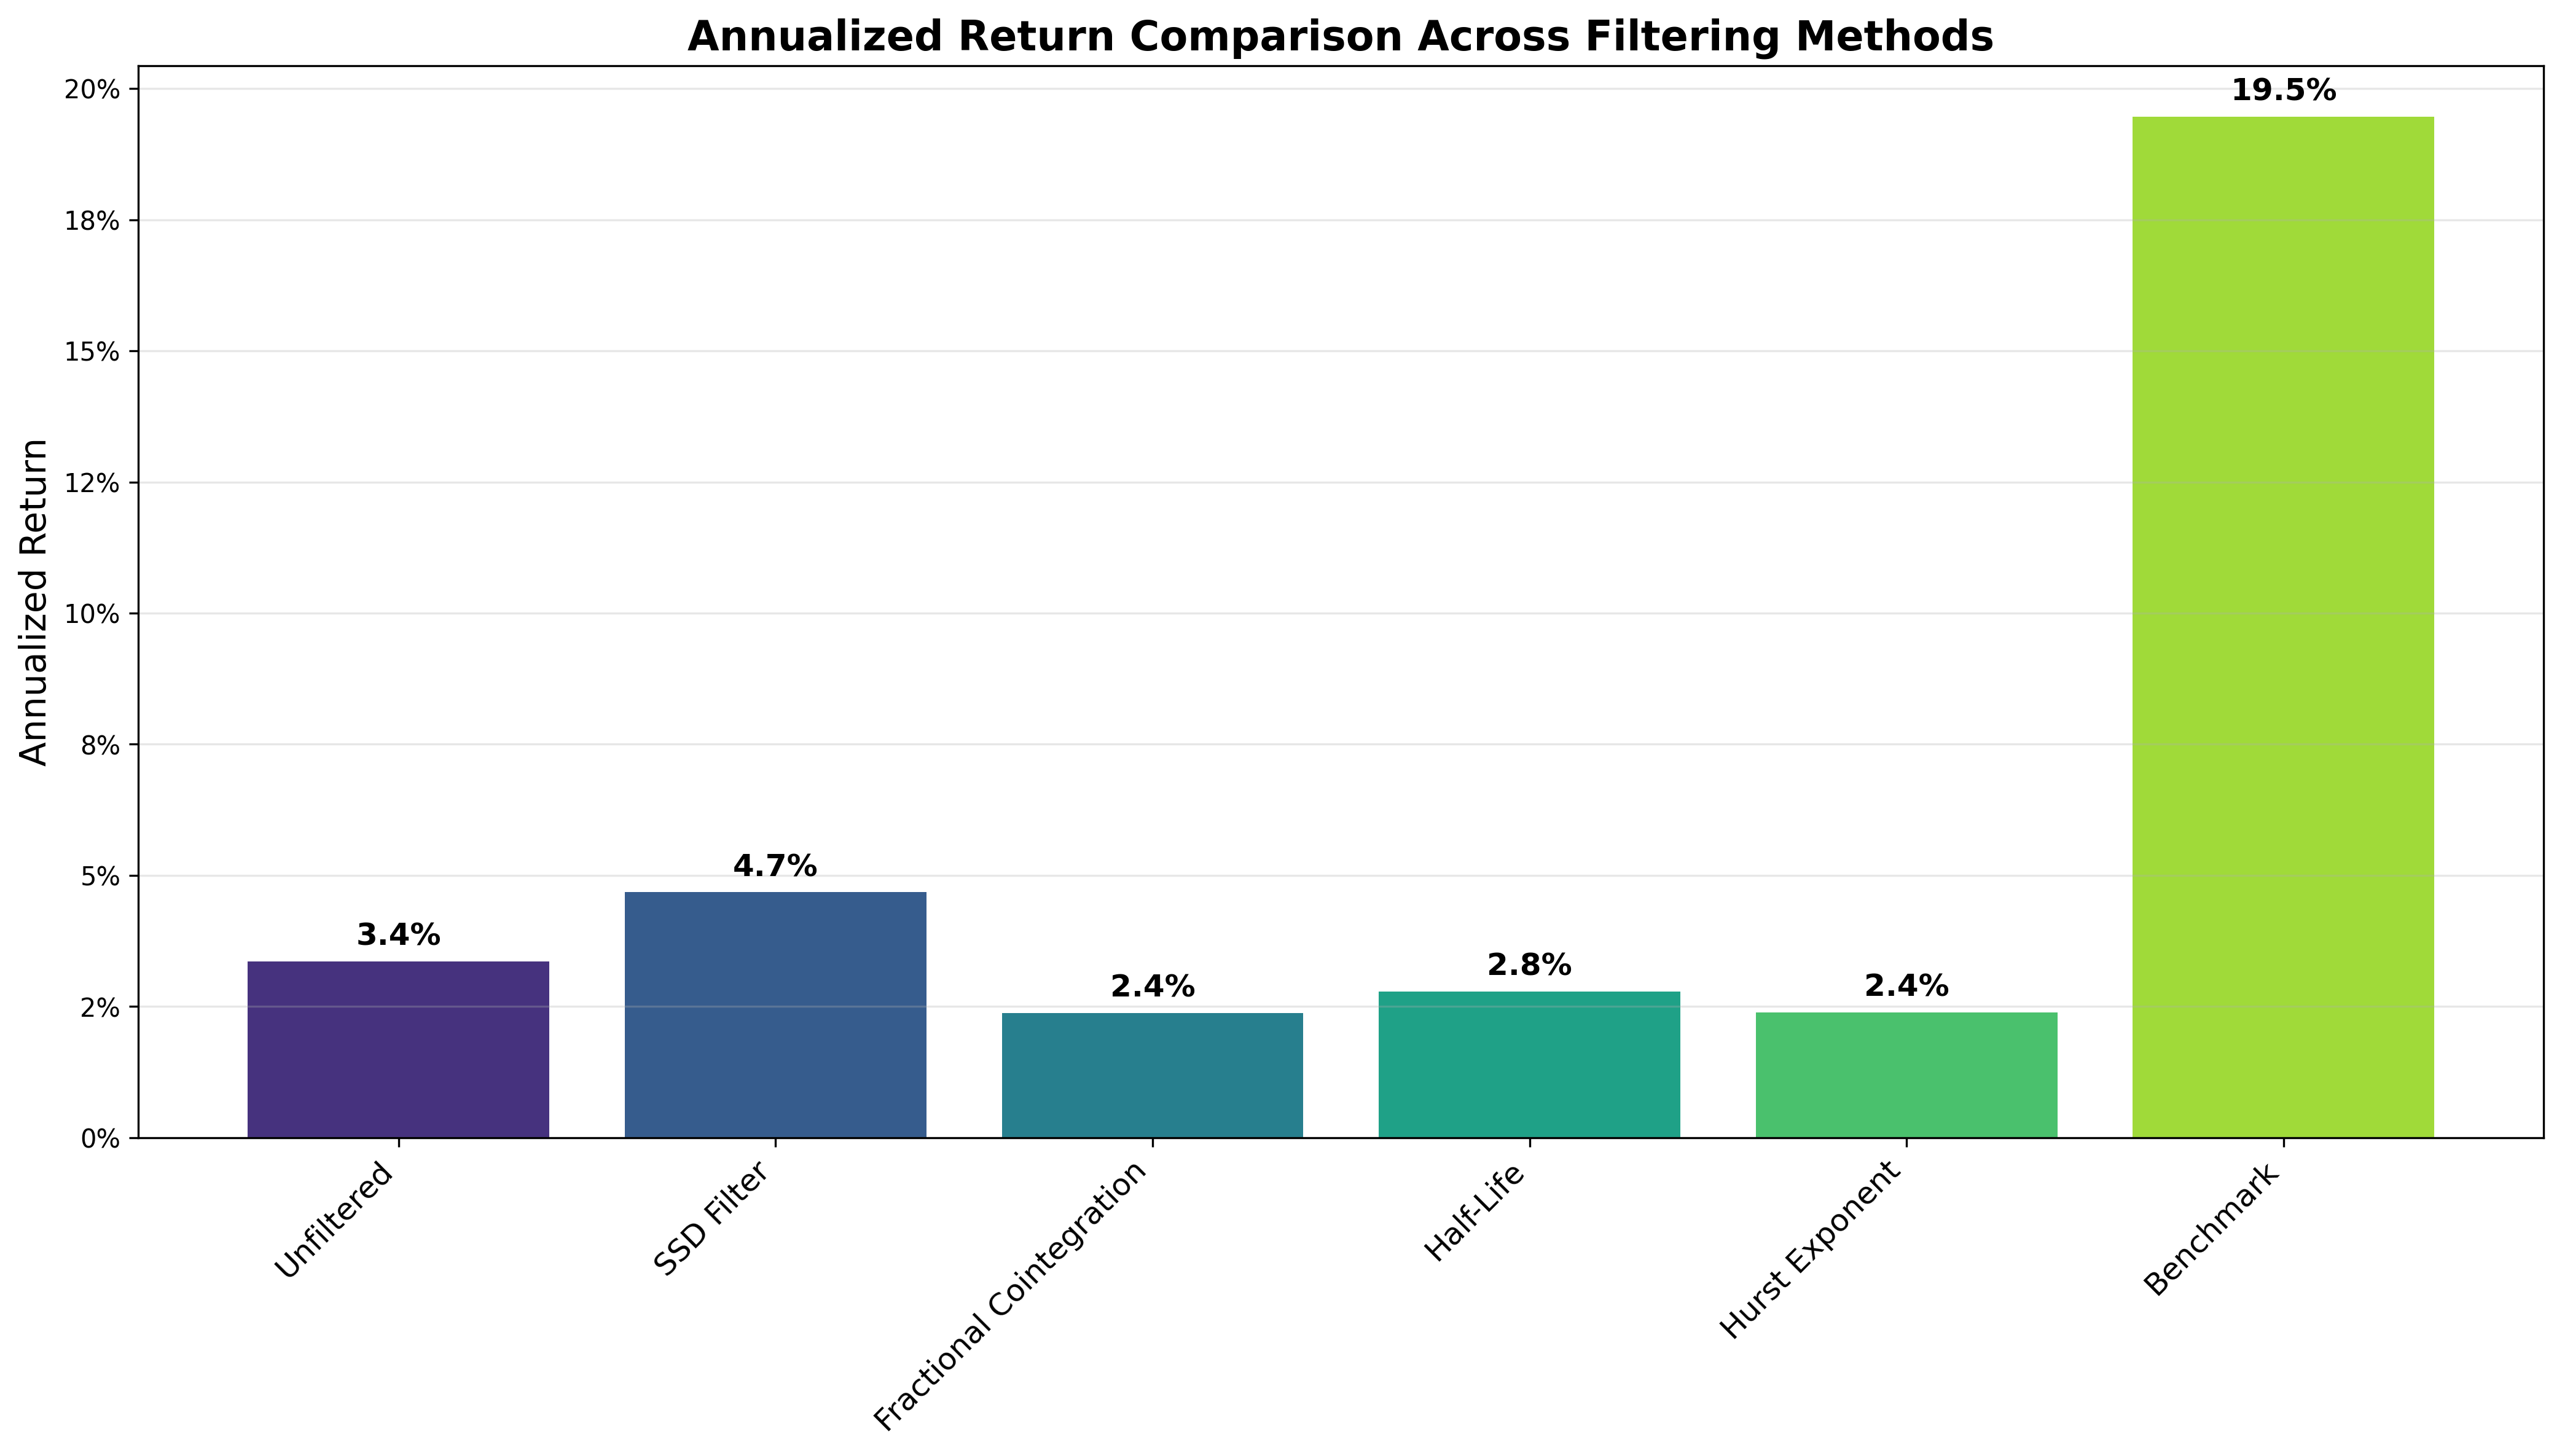 Annualized Return Comparison Across Filtering Methods
Annualized Return
20%
18%
15%
12%
10%
8%
5%
2%
0%
3.4%
4.7%
2.4%
2.8%
2.4%
19.5%
Unfiltered
SSD Filter
Fractional Cointegration
Half-Life
Hurst Exponent
Benchmark